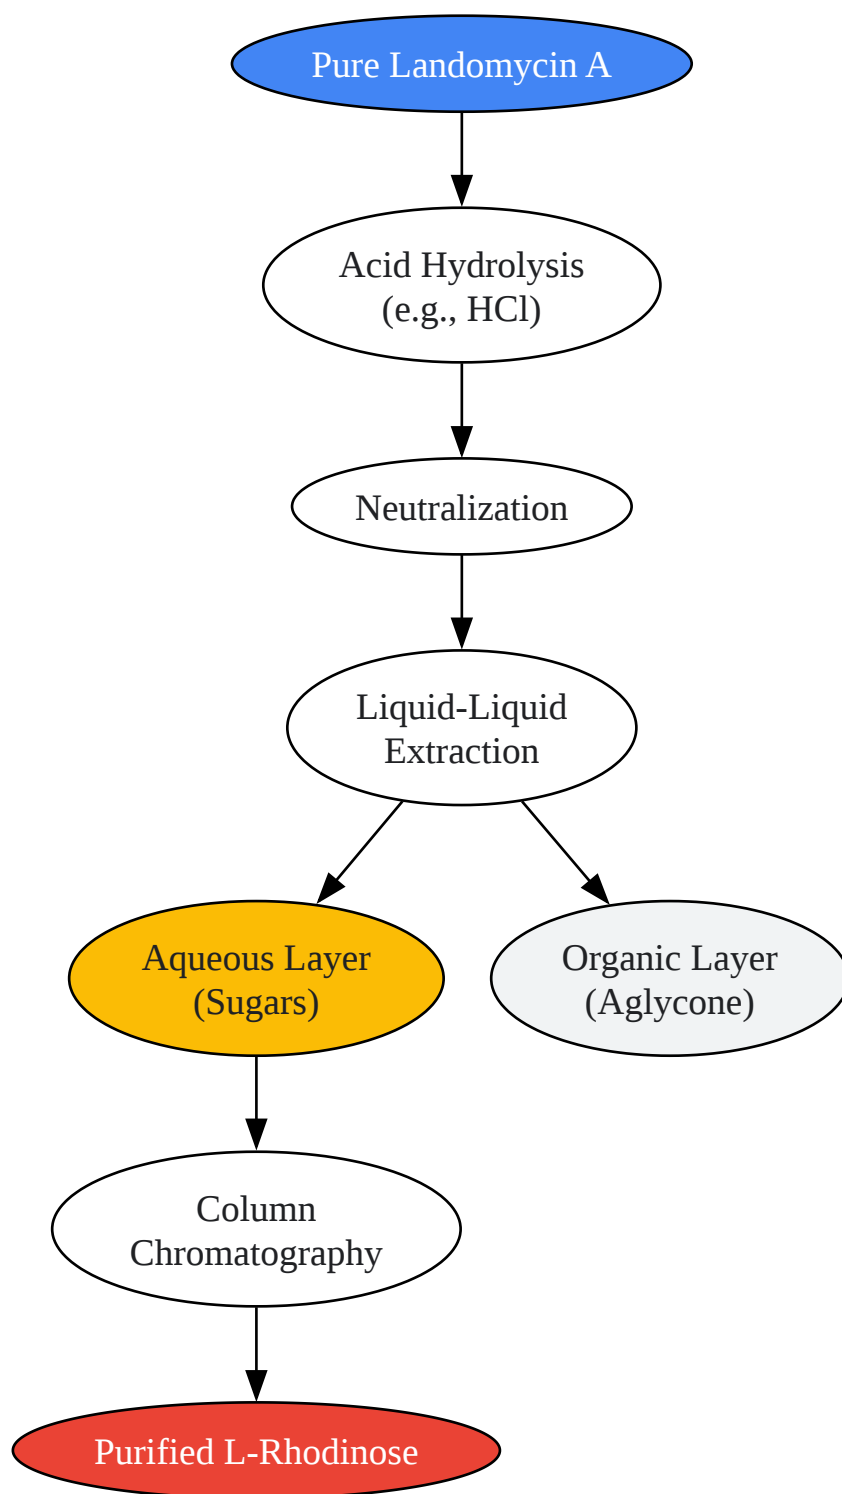 Pure Landomycin A
Acid Hydrolysis
(e.g., HCl)
Neutralization
Liquid-Liquid
Extraction
Aqueous Layer
(Sugars)
Organic Layer
(Aglycone)
Column
Chromatography
Purified L-Rhodinose